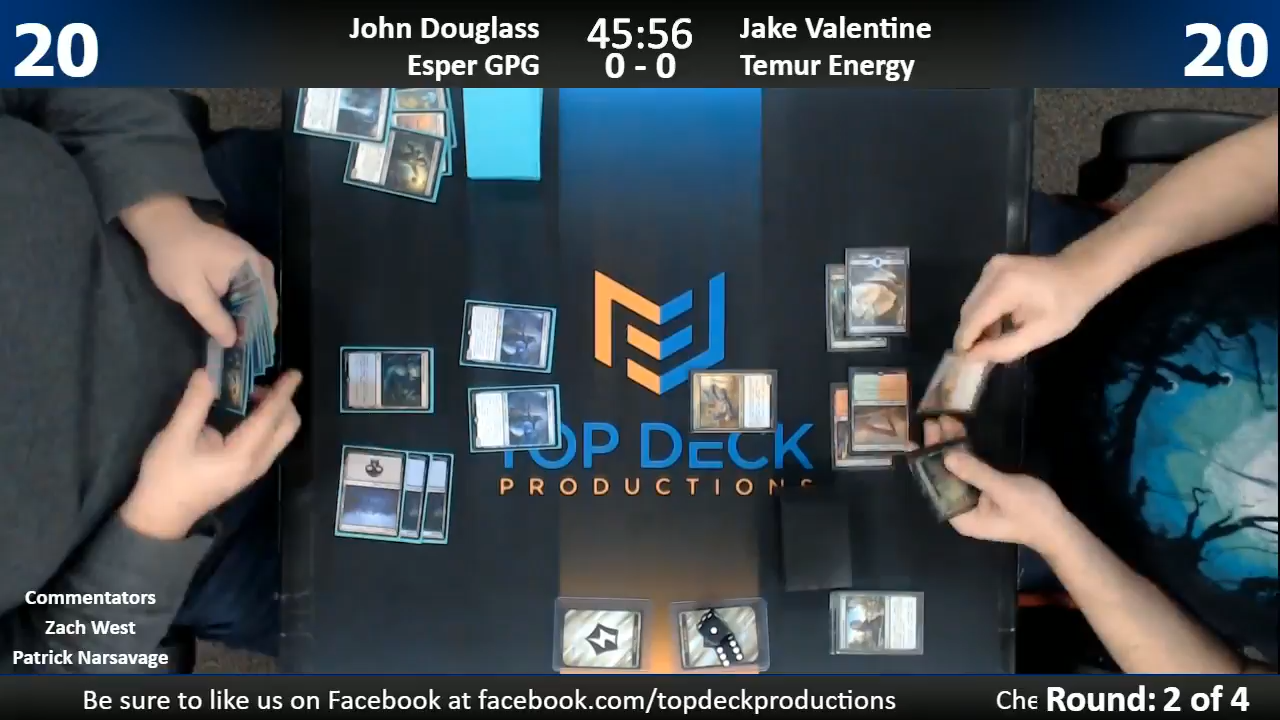 20
John Douglass
Esper GPG
45:56
0 - 0
Jake Valentine
Temur Energy
20
TOP DECK
PRODUCTIONS
Commentators
Zach West
Patrick Narsavage
Be sure to like us on Facebook at facebook.com/topdeckproductions
Che
Round: 2 of 4